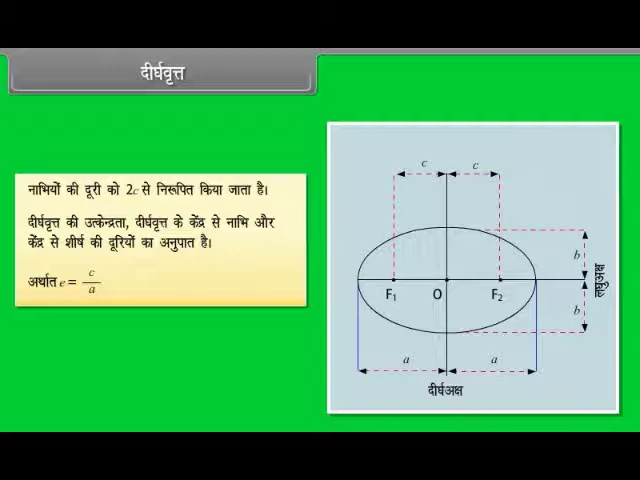 दीर्घवृत्त
नाभियों की दूरी को 2c से निरूपित किया जाता है।
दीर्घवृत्त की उत्केन्द्रता, दीर्घवृत्त के केंद्र से नाभि और
केंद्र से शीर्ष की दूरियों का अनुपात है।
अर्थात e = c/a
c c
b
F₁ O F₂
लघुअक्ष
b
a a
दीर्घअक्ष